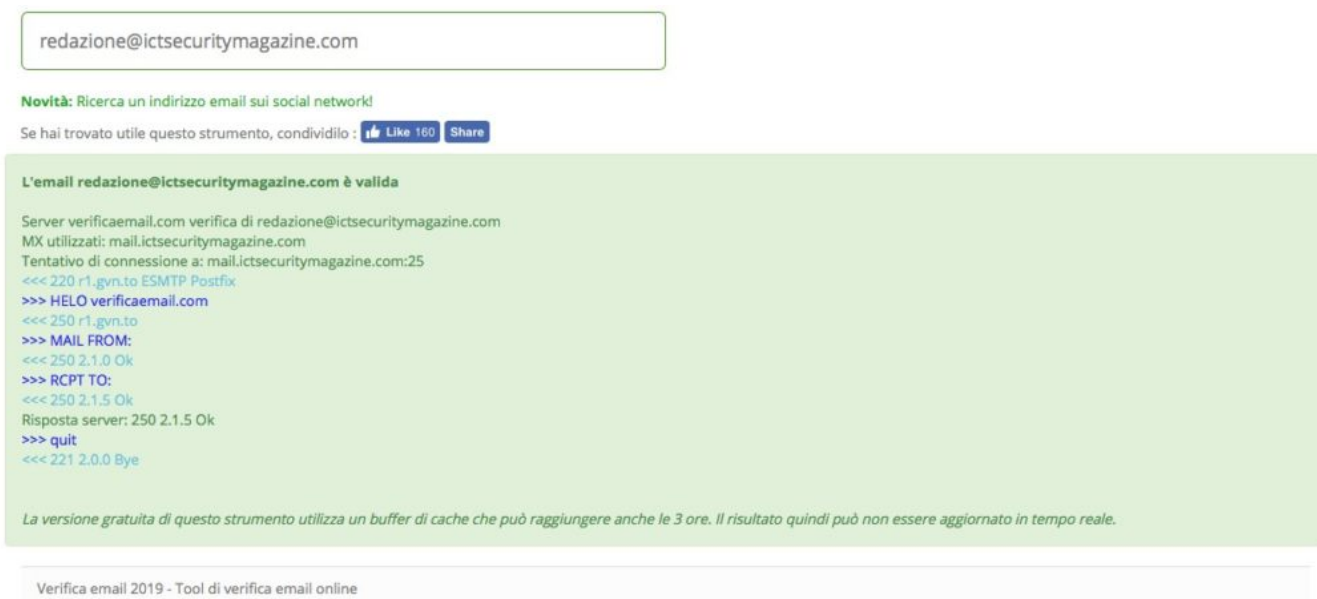 redazione@ictsecuritymagazine.com
Novità: Ricerca un indirizzo email sui social network!
Se hai trovato utile questo strumento, condividilo : Like 160 Share
L'email redazione@ictsecuritymagazine.com è valida
Server verificaemail.com verifica di redazione@ictsecuritymagazine.com
MX utilizzati: mail.ictsecuritymagazine.com
Tentativo di connessione a: mail.ictsecuritymagazine.com:25
<<< 220 r1.gvn.to ESMTP Postfix
>>> HELO verificaemail.com
<<< 250 r1.gvn.to
>>> MAIL FROM:
<<< 250 2.1.0 Ok
>>> RCPT TO:
<<< 250 2.1.5 Ok
Risposta server: 250 2.1.5 Ok
>>> quit
<<< 221 2.0.0 Bye
La versione gratuita di questo strumento utilizza un buffer di cache che può raggiungere anche le 3 ore. Il risultato quindi può non essere aggiornato in tempo reale.
Verifica email 2019 - Tool di verifica email online